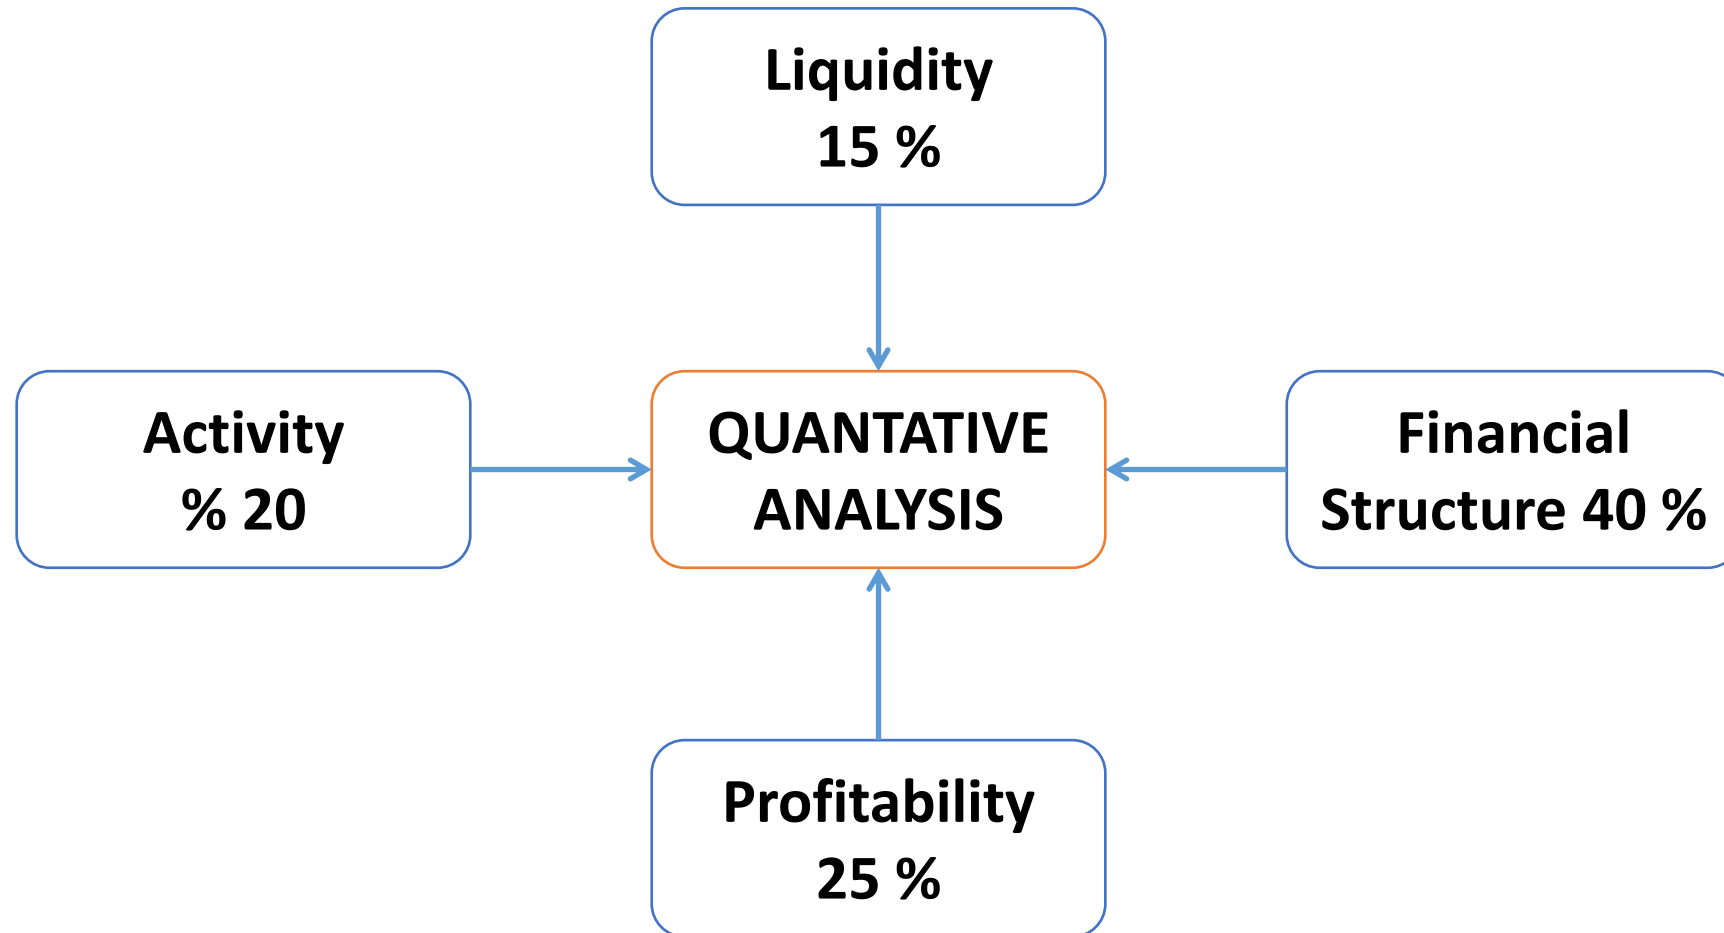 Liquidity
15 %
Activity
% 20
QUANTATIVE
ANALYSIS
Financial
Structure 40 %
Profitability
25 %